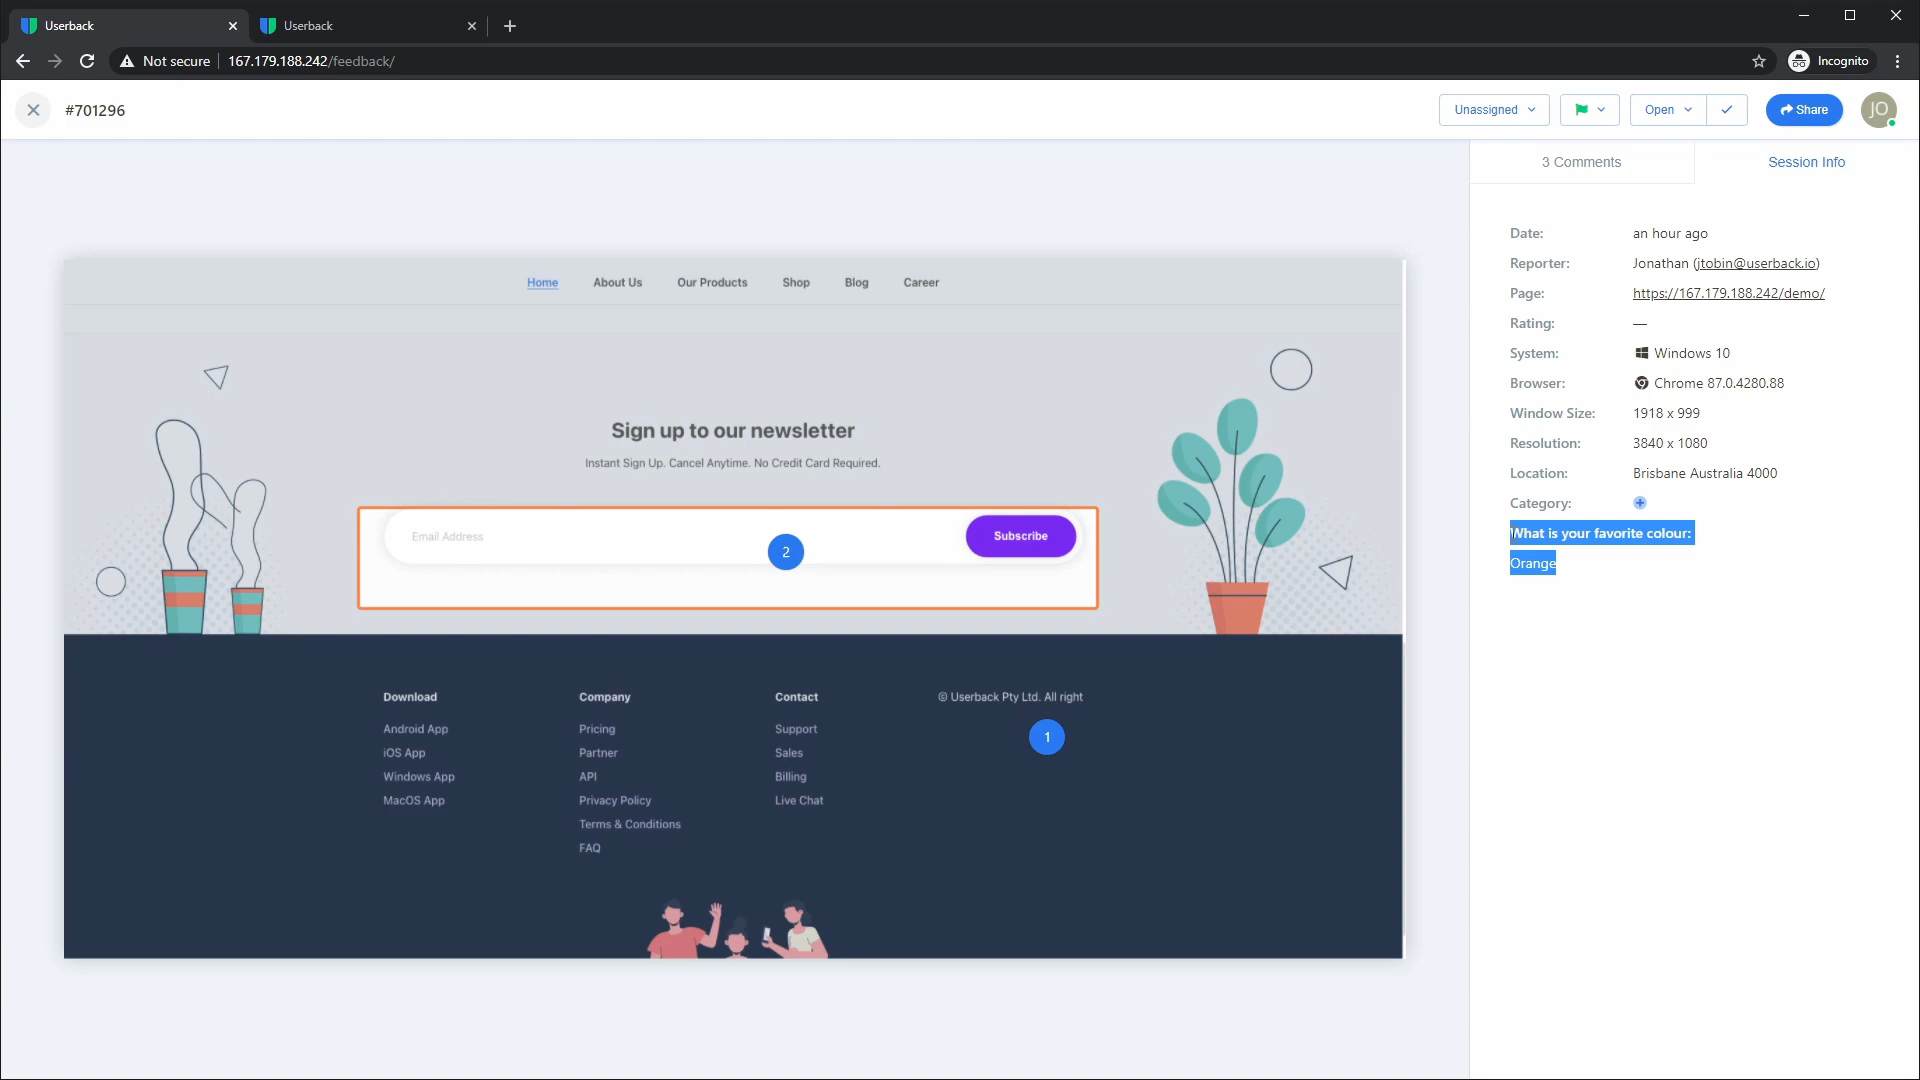 Userback
Userback
Not secure
167.179.188.242/feedback/
Incognito
#701296
Unassigned
Open
Share
JO
3 Comments
Session Info
Home
About Us
Our Products
Shop
Blog
Career
Sign up to our newsletter
Instant Sign Up. Cancel Anytime. No Credit Card Required.
Email Address
2
Subscribe
Download
Android App
iOS App
Windows App
MacOS App
Company
Pricing
Partner
API
Privacy Policy
Terms & Conditions
FAQ
Contact
Support
Sales
Billing
Live Chat
© Userback Pty Ltd. All right
1
Date: an hour ago
Reporter: Jonathan (jtobin@userback.io)
Page: https://167.179.188.242/demo/
Rating: —
System: Windows 10
Browser: Chrome 87.0.4280.88
Window Size: 1918 x 999
Resolution: 3840 x 1080
Location: Brisbane Australia 4000
Category:
What is your favorite colour:
Orange